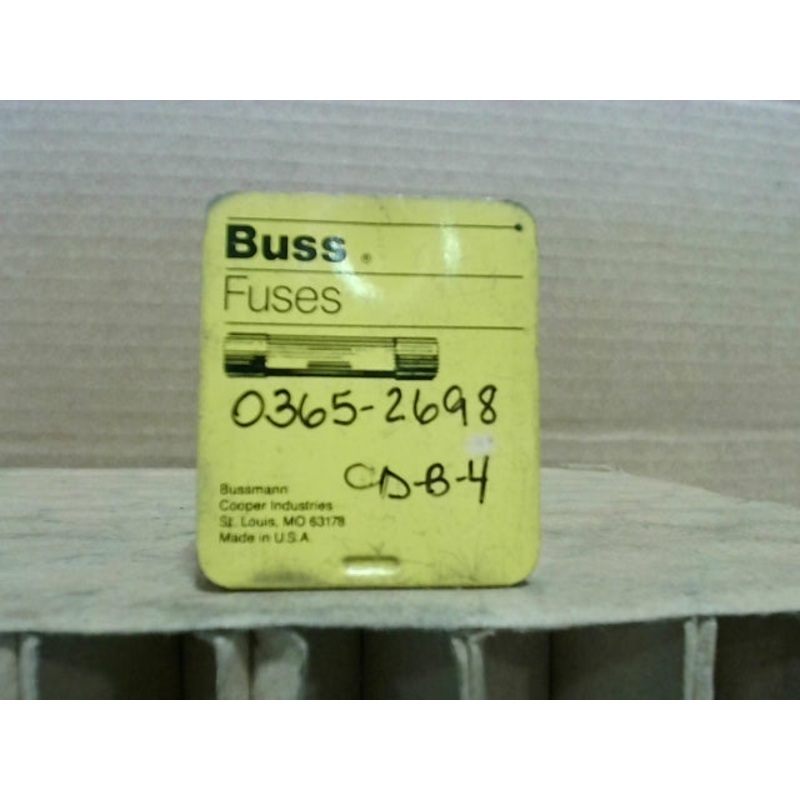 Buss®
Fuses
0365-2698
CD-B-4
Bussmann
Cooper Industries
St. Louis, MO 63178
Made in U.S.A.